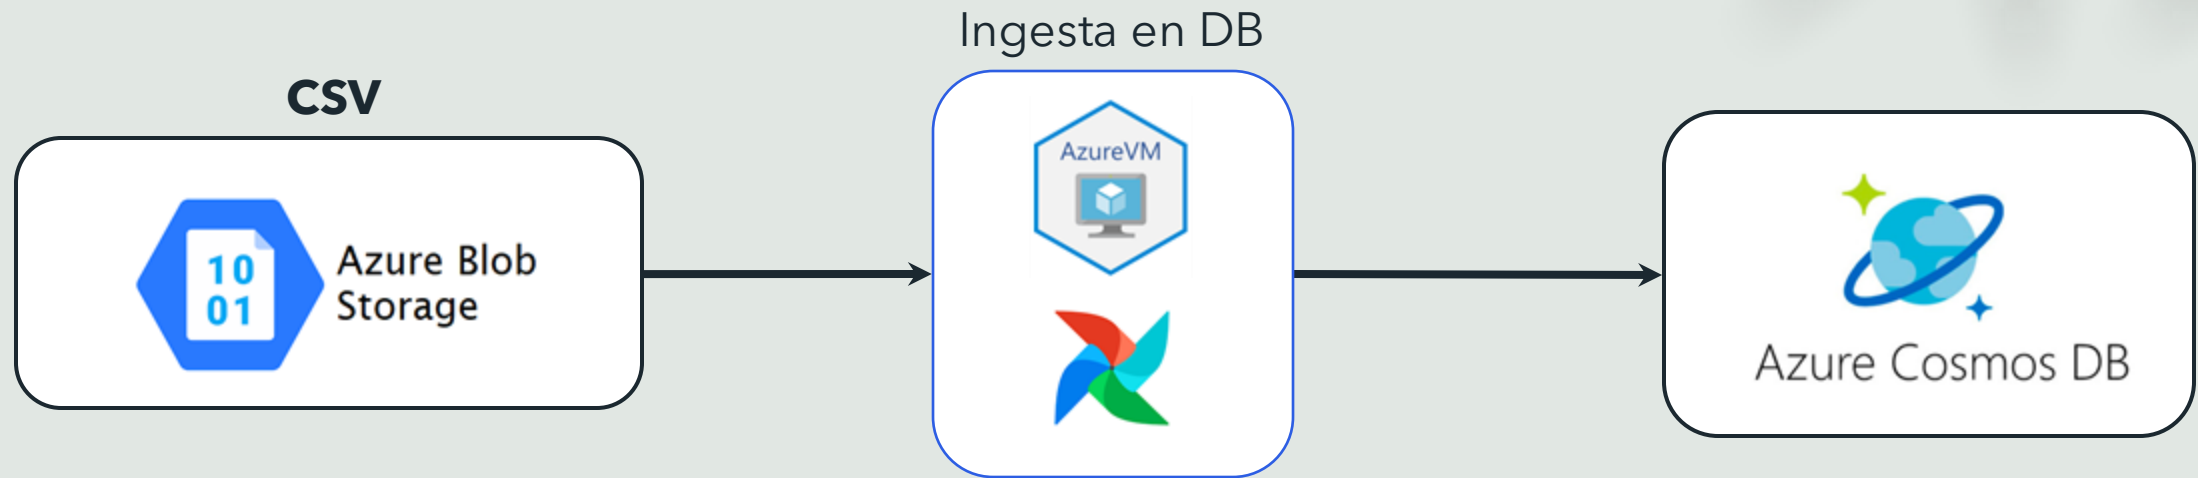 Ingesta en DB
CSV
10
01
Azure Blob
Storage
AzureVM
Azure Cosmos DB